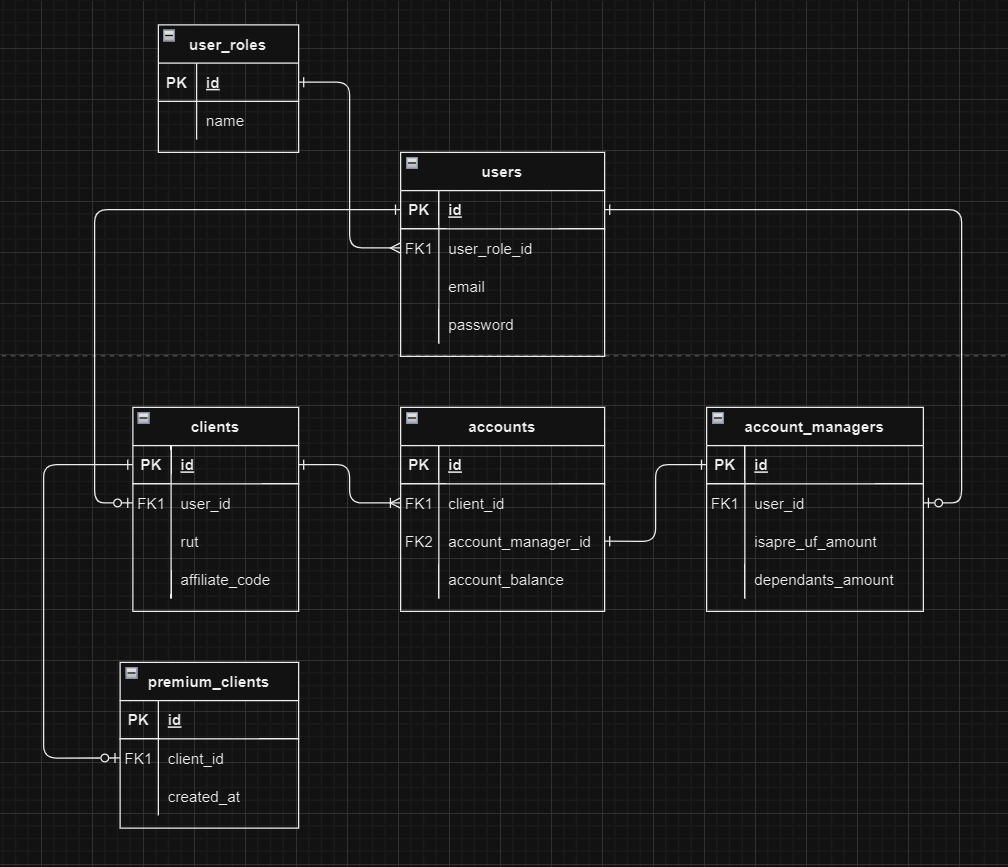 user_roles
PK id
name
users
PK id
FK1 user_role_id
email
password
clients
PK id
FK1 user_id
rut
affiliate_code
accounts
PK id
FK1 client_id
FK2 account_manager_id
account_balance
account_managers
PK id
FK1 user_id
isapre_uf_amount
dependants_amount
premium_clients
PK id
FK1 client_id
created_at